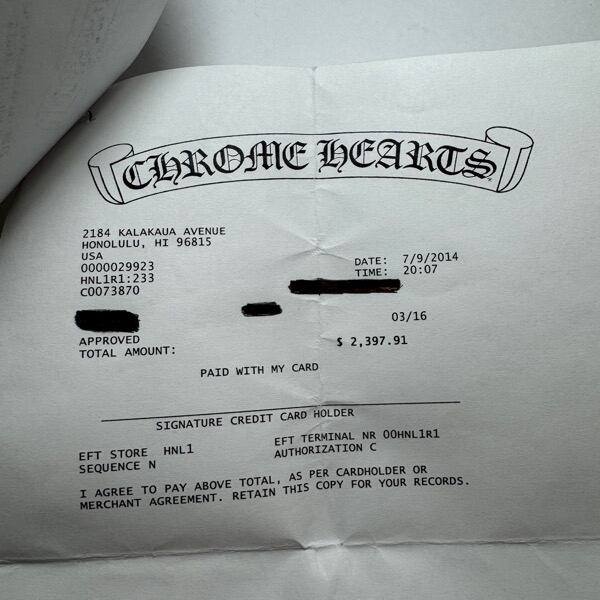 CHROME HEARTS
2184 KALAKAUA AVENUE
HONOLULU, HI 96815
USA
0000029923
HNL1R1:233
C0073870
DATE: 7/9/2014
TIME: 20:07
03/16
APPROVED
TOTAL AMOUNT: $ 2,397.91
PAID WITH MY CARD
SIGNATURE CREDIT CARD HOLDER
EFT STORE HNL1 EFT TERMINAL NR 00HNL1R1
SEQUENCE N AUTHORIZATION C
I AGREE TO PAY ABOVE TOTAL, AS PER CARDHOLDER OR
MERCHANT AGREEMENT. RETAIN THIS COPY FOR YOUR RECORDS.